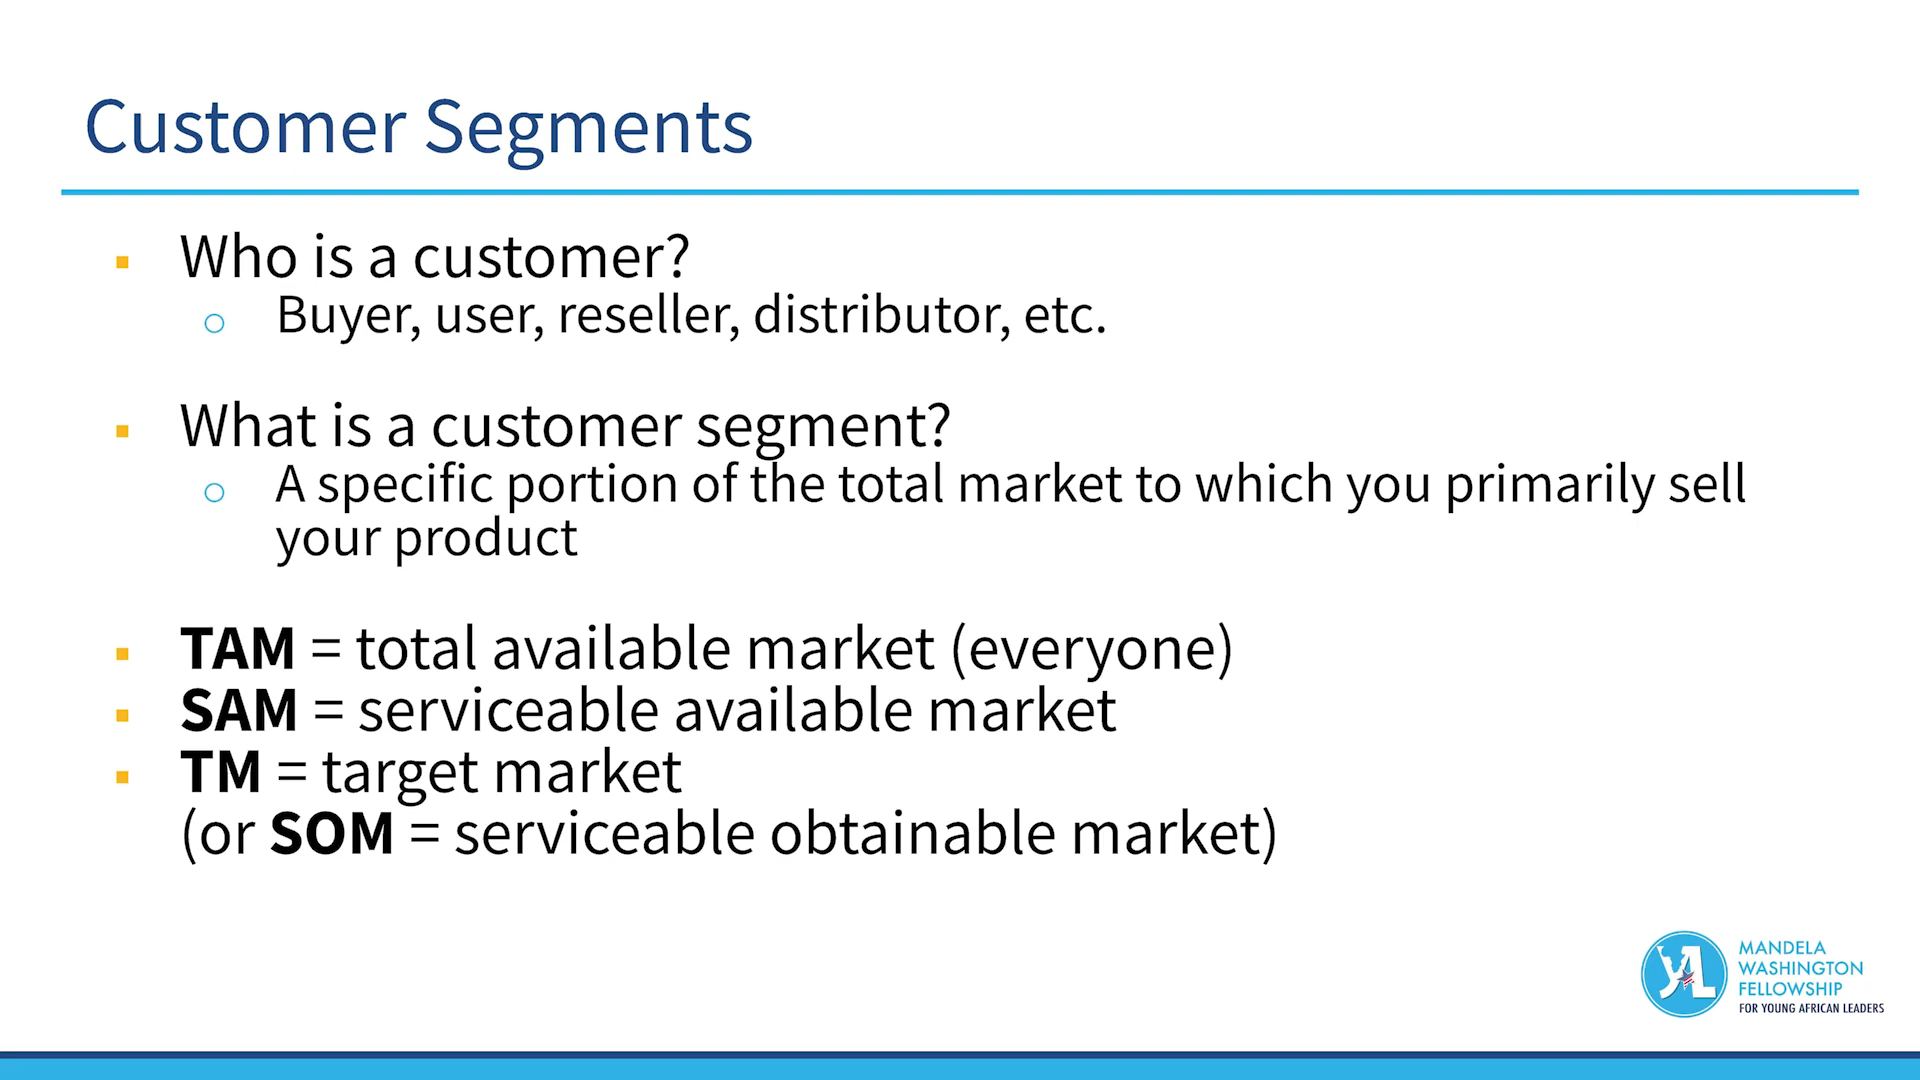 Customer Segments
Who is a customer?
Buyer, user, reseller, distributor, etc.
What is a customer segment?
A specific portion of the total market to which you primarily sell
your product
TAM = total available market (everyone)
SAM = serviceable available market
TM = target market
(or SOM = serviceable obtainable market)
MANDELA
WASHINGTON
FELLOWSHIP
FOR YOUNG AFRICAN LEADERS